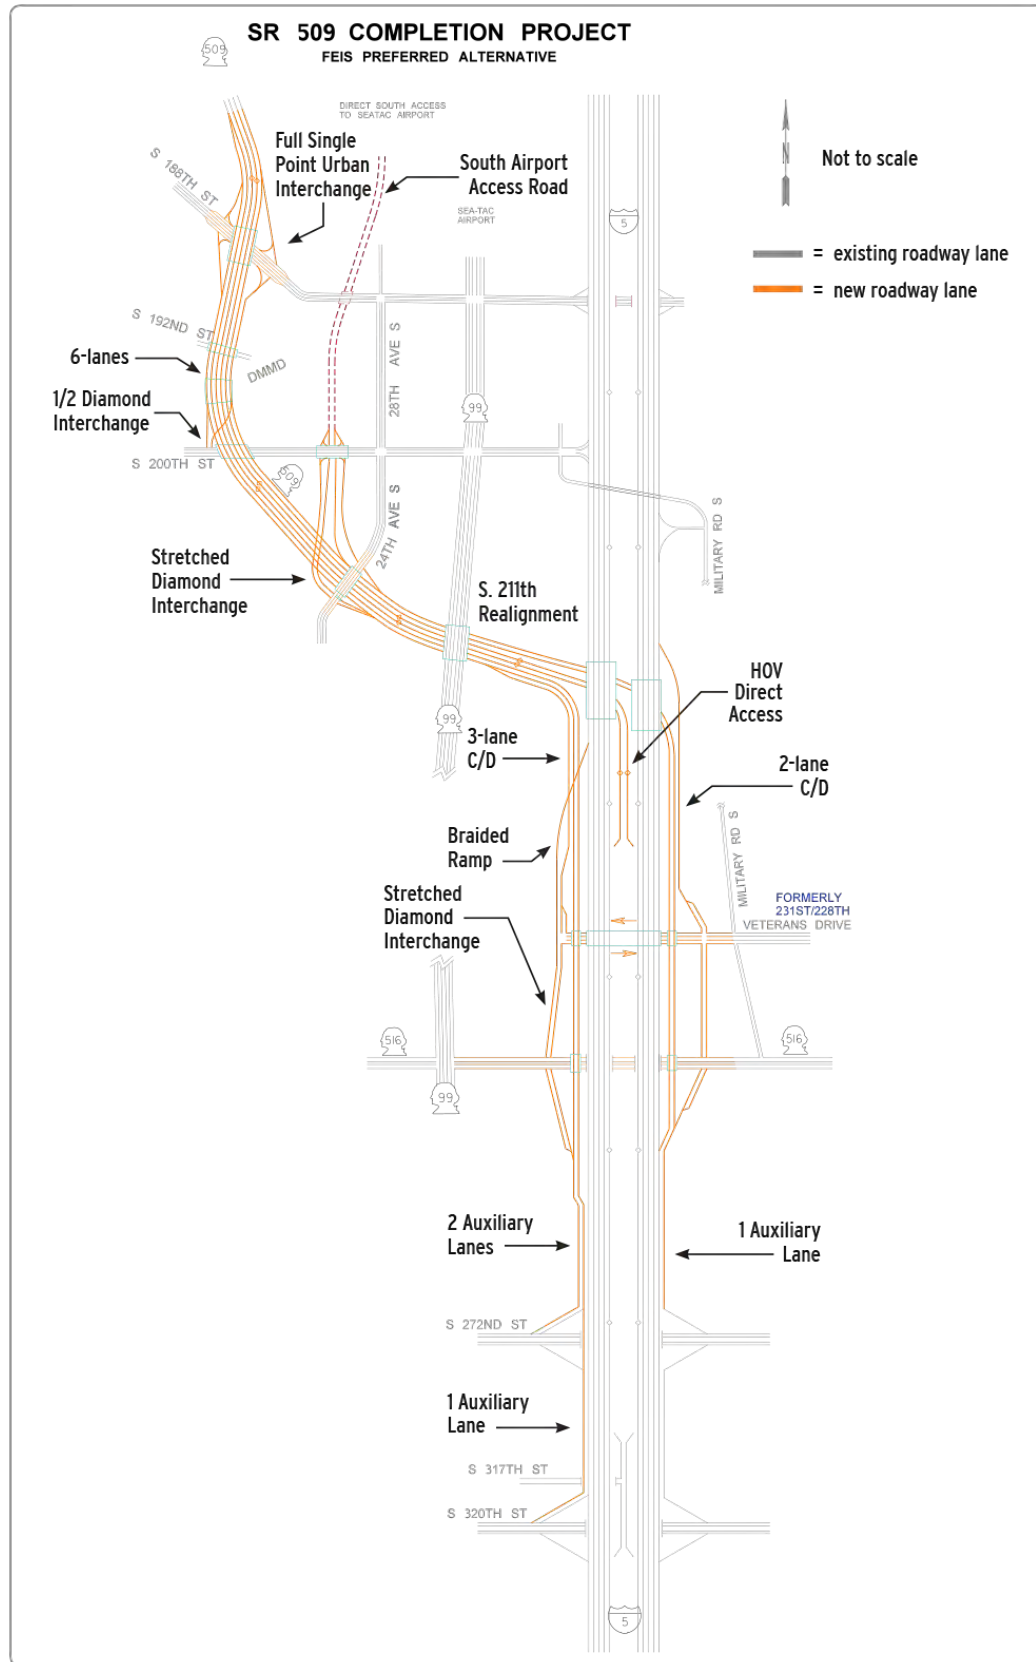 SR 509 COMPLETION PROJECT
FEIS PREFERRED ALTERNATIVE
509
DIRECT SOUTH ACCESS
TO SEATAC AIRPORT
Full Single
Point Urban
Interchange
South Airport
Access Road
N
Not to scale
S 188TH ST
SEA-TAC
AIRPORT
5
= existing roadway lane
= new roadway lane
S 192ND ST
6-lanes
DMMD
28TH AVE S
1/2 Diamond
Interchange
99
S 200TH ST
509
24TH AVE S
MILITARY RD S
Stretched
Diamond
Interchange
S. 211th
Realignment
HOV
Direct
Access
99
3-lane
C/D
2-lane
C/D
Braided
Ramp
MILITARY RD S
Stretched
Diamond
Interchange
FORMERLY
231ST/228TH
VETERANS DRIVE
516
516
99
2 Auxiliary
Lanes
1 Auxiliary
Lane
S 272ND ST
1 Auxiliary
Lane
S 317TH ST
S 320TH ST
5